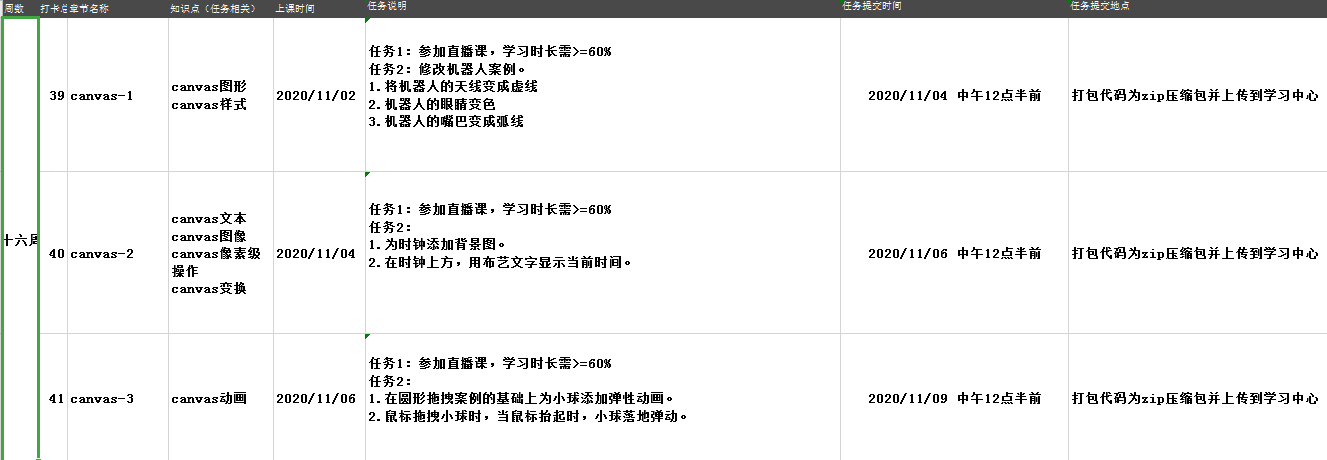 周数 打卡总 章节名称 知识点（任务相关） 上课时间 任务说明 任务提交时间 任务提交地点
十六周
39 canvas-1
canvas图形
canvas样式
2020/11/02
任务1：参加直播课，学习时长需>=60%
任务2：修改机器人案例。
1.将机器人的天线变成虚线
2.机器人的眼睛变色
3.机器人的嘴巴变成弧线
2020/11/04 中午12点半前
打包代码为zip压缩包并上传到学习中心
40 canvas-2
canvas文本
canvas图像
canvas像素级
操作
canvas变换
2020/11/04
任务1：参加直播课，学习时长需>=60%
任务2：
1.为时钟添加背景图。
2.在时钟上方，用布艺文字显示当前时间。
2020/11/06 中午12点半前
打包代码为zip压缩包并上传到学习中心
41 canvas-3
canvas动画
2020/11/06
任务1：参加直播课，学习时长需>=60%
任务2：
1.在圆形拖拽案例的基础上为小球添加弹性动画。
2.鼠标拖拽小球时，当鼠标抬起时，小球落地弹动。
2020/11/09 中午12点半前
打包代码为zip压缩包并上传到学习中心